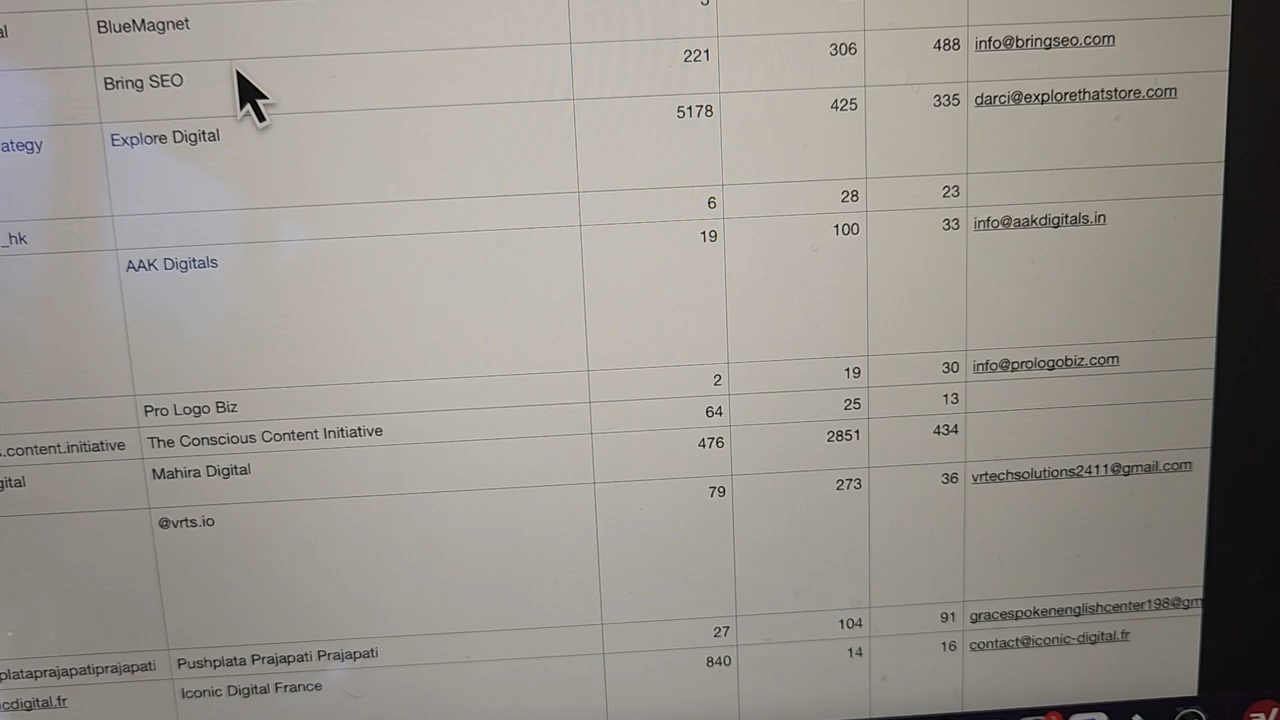 al BlueMagnet
Bring SEO 221 306 488 info@bringseo.com
ategy Explore Digital 5178 425 335 darci@explorethatstore.com
_hk 6 28 23
AAK Digitals 19 100 33 info@aakdigitals.in
Pro Logo Biz 2 19 30 info@prologobiz.com
s.content.initiative The Conscious Content Initiative 64 25 13
gital Mahira Digital 476 2851 434
@vrts.io 79 273 36 vrtechsolutions2411@gmail.com
plataprajapatiprajapati Pushplata Prajapati Prajapati 27 104 91 gracespokenenglishcenter198@gm
cdigital.fr Iconic Digital France 840 14 16 contact@iconic-digital.fr